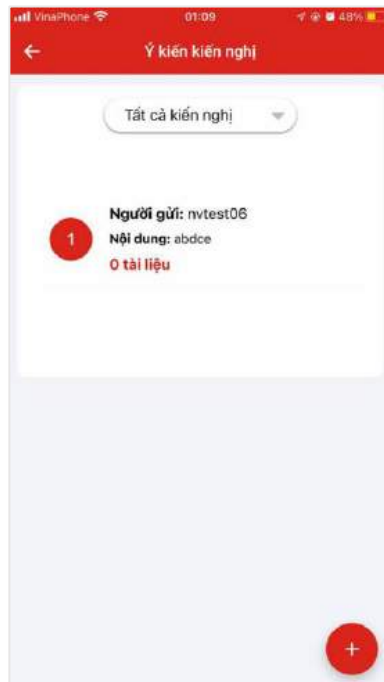 VinaPhone 01:09 48%
Ý kiến kiến nghị
Tất cả kiến nghị
1
Người gửi: nvtest06
Nội dung: abdce
0 tài liệu
+